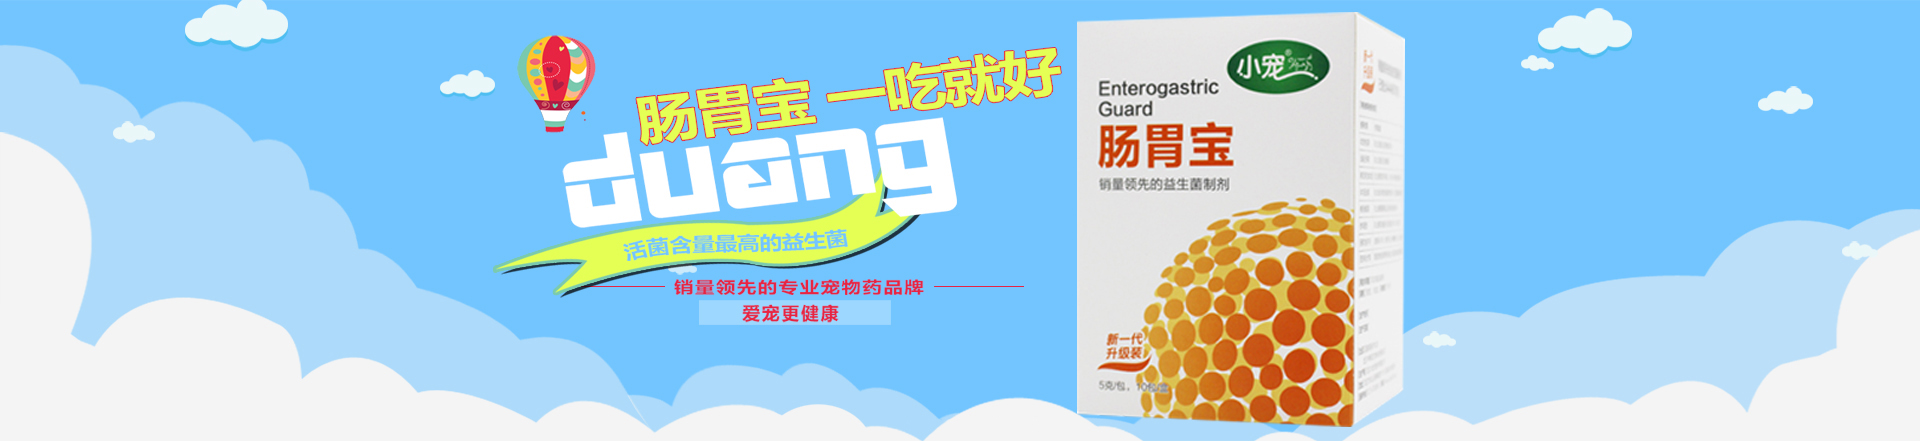 肠胃宝 一吃就好
duang
活菌含量最高的益生菌
销量领先的专业宠物药品牌
爱宠更健康
小宠®
Enterogastric
Guard
肠胃宝
销量领先的益生菌制剂
新一代
升级装
5克/包，10包/盒